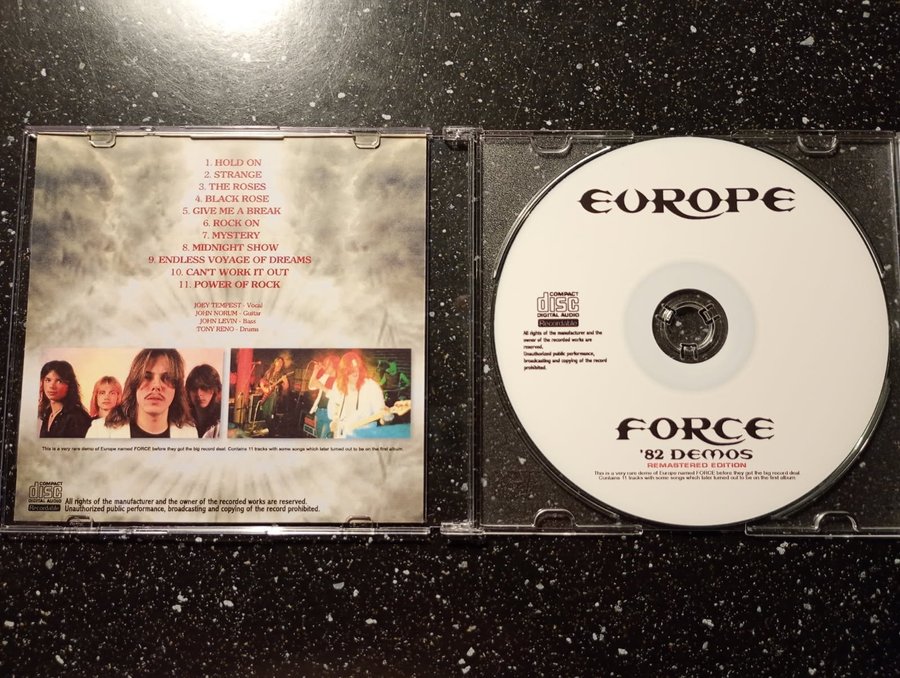 1. HOLD ON
2. STRANGE
3. THE ROSES
4. BLACK ROSE
5. GIVE ME A BREAK
6. ROCK ON
7. MYSTERY
8. MIDNIGHT SHOW
9. ENDLESS VOYAGE OF DREAMS
10. CAN'T WORK IT OUT
11. POWER OF ROCK
JOEY TEMPEST - Vocal
JOHN NORUM - Guitar
JOHN LEVIN - Bass
TONY RENO - Drums
This is a very rare demo of Europe named FORCE before they got the big record deal. Contains 11 tracks with some songs which later turned out to be on the first album.
COMPACT
disc
DIGITAL AUDIO
Recordable
All rights of the manufacturer and the owner of the recorded works are reserved.
Unauthorized public performance, broadcasting and copying of the record prohibited.
EUROPE
COMPACT
disc
DIGITAL AUDIO
Recordable
All rights of the manufacturer and the
owner of the recorded works are
reserved.
Unauthorized public performance,
broadcasting and copying of the record
prohibited.
FORCE
'82 DEMOS
REMASTERED EDITION
This is a very rare demo of Europe named FORCE before they got the big record deal.
Contains 11 tracks with some songs which later turned out to be on the first album.